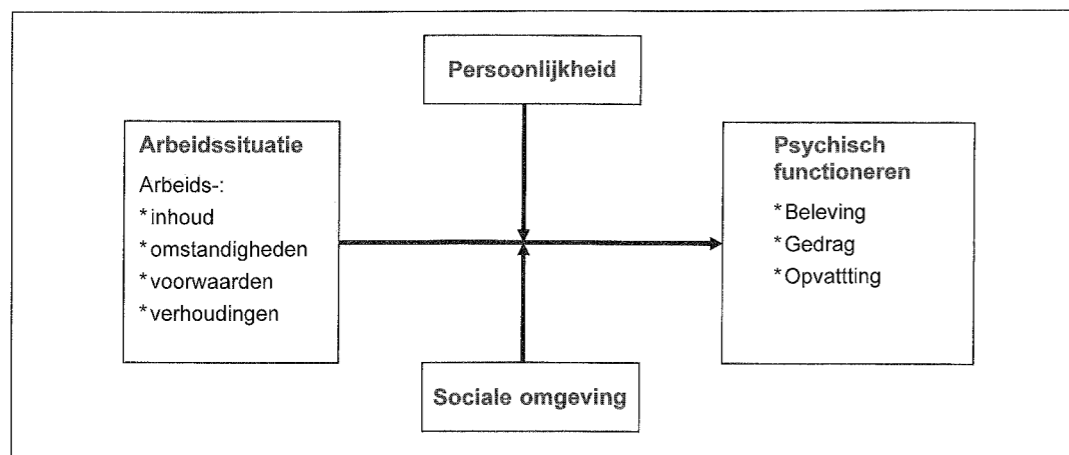 Persoonlijkheid
Arbeidssituatie
Arbeids-:
*inhoud
*omstandigheden
*voorwaarden
*verhoudingen
Psychisch
functioneren
*Beleving
*Gedrag
*Opvattting
Sociale omgeving